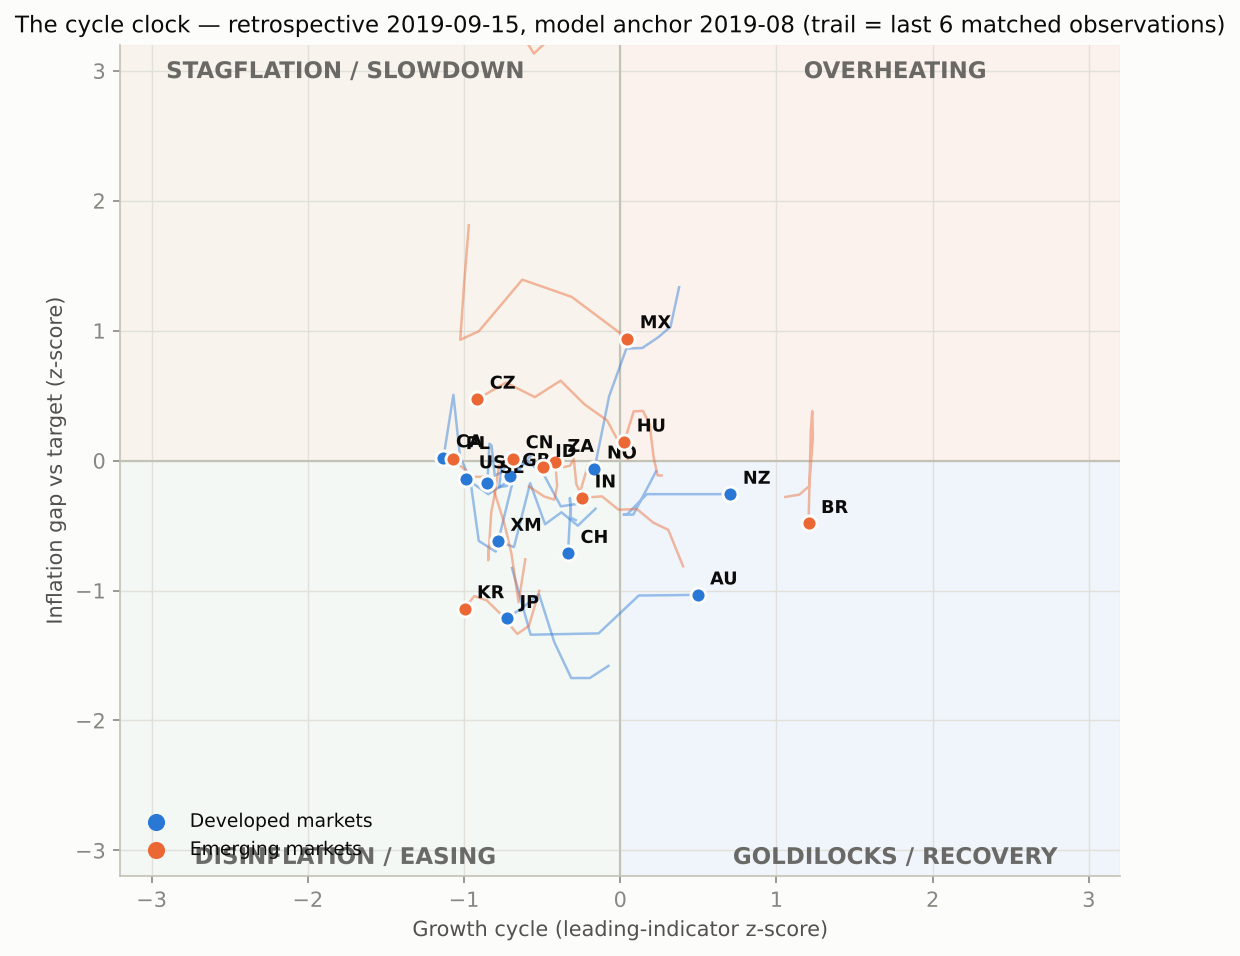 The cycle clock — retrospective 2019-09-15, model anchor 2019-08 (trail = last 6 matched observations)
STAGFLATION / SLOWDOWN
OVERHEATING
3
2
1
0
−1
−2
−3
Inflation gap vs target (z-score)
MX
CZ
HU
CA
PL
CN
ID
ZA
NO
US
SE
GB
IN
NZ
BR
XM
CH
AU
KR
JP
Developed markets
Emerging markets
DISINFLATION / EASING
GOLDILOCKS / RECOVERY
−3
−2
−1
0
1
2
3
Growth cycle (leading-indicator z-score)